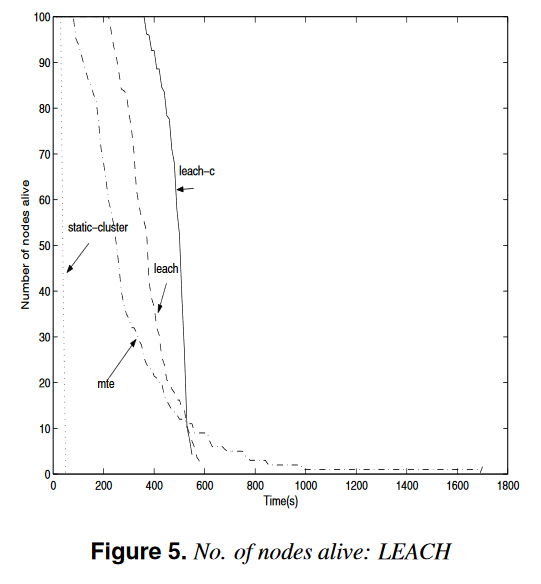 100
90
80
70
60
50
40
30
20
10
0
Number of nodes alive
leach-c
static-cluster
leach
mte
0 200 400 600 800 1000 1200 1400 1600 1800
Time(s)
Figure 5. No. of nodes alive: LEACH